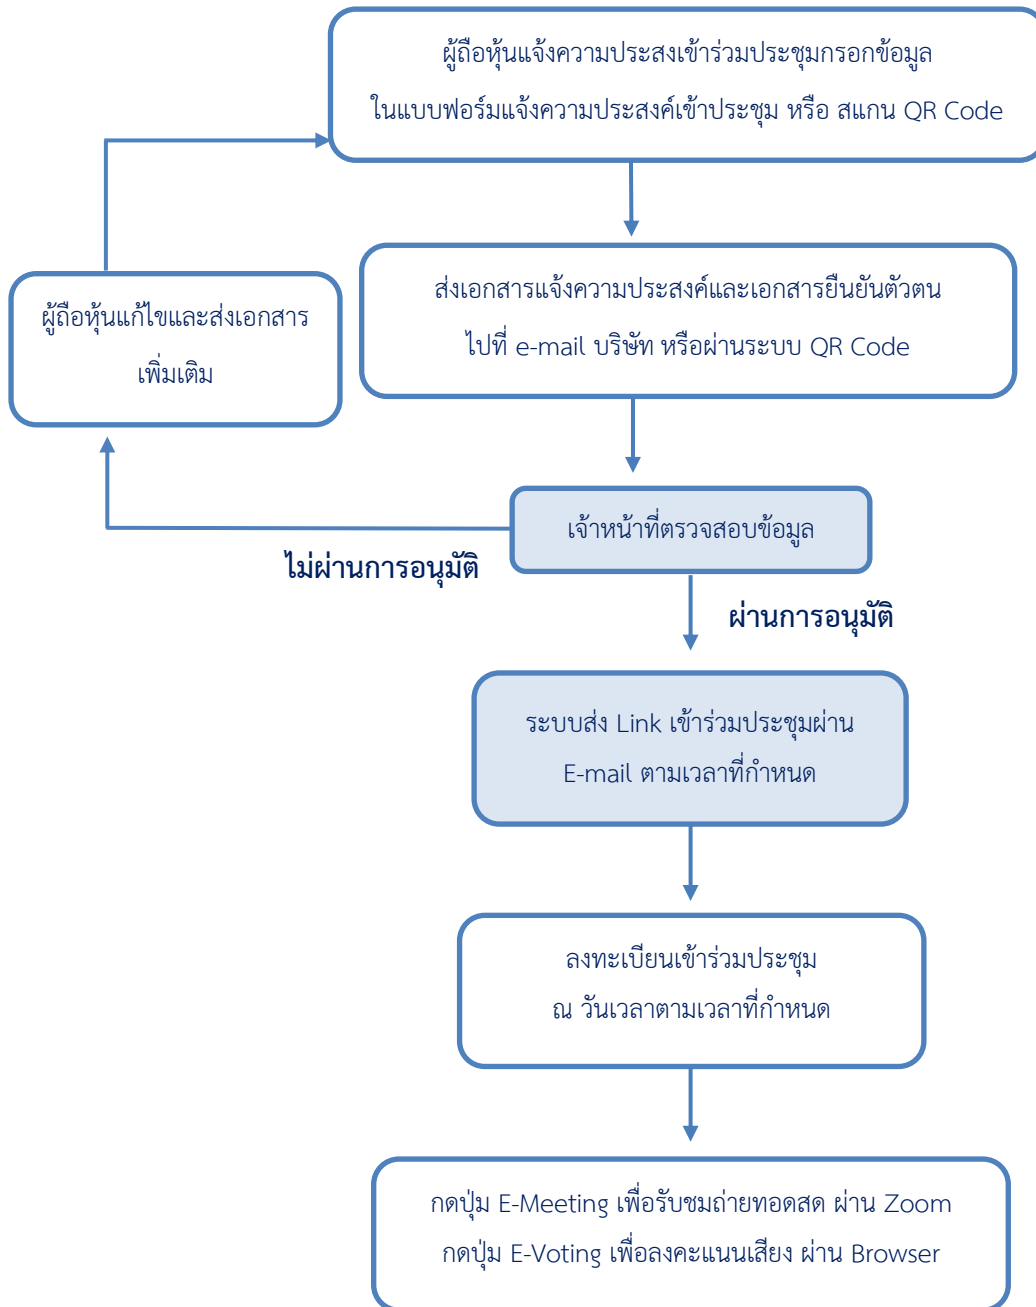 ผู้ถือหุ้นแจ้งความประสงเข้าร่วมประชุมกรอกข้อมูล
ในแบบฟอร์มแจ้งความประสงค์เข้าประชุม หรือ สแกน QR Code
ส่งเอกสารแจ้งความประสงค์และเอกสารยืนยันตัวตน
ไปที่ e-mail บริษัท หรือผ่านระบบ QR Code
ผู้ถือหุ้นแก้ไขและส่งเอกสาร
เพิ่มเติม
เจ้าหน้าที่ตรวจสอบข้อมูล
ไม่ผ่านการอนุมัติ
ผ่านการอนุมัติ
ระบบส่ง Link เข้าร่วมประชุมผ่าน
E-mail ตามเวลาที่กำหนด
ลงทะเบียนเข้าร่วมประชุม
ณ วันเวลาตามเวลาที่กำหนด
กดปุ่ม E-Meeting เพื่อรับชมถ่ายทอดสด ผ่าน Zoom
กดปุ่ม E-Voting เพื่อลงคะแนนเสียง ผ่าน Browser